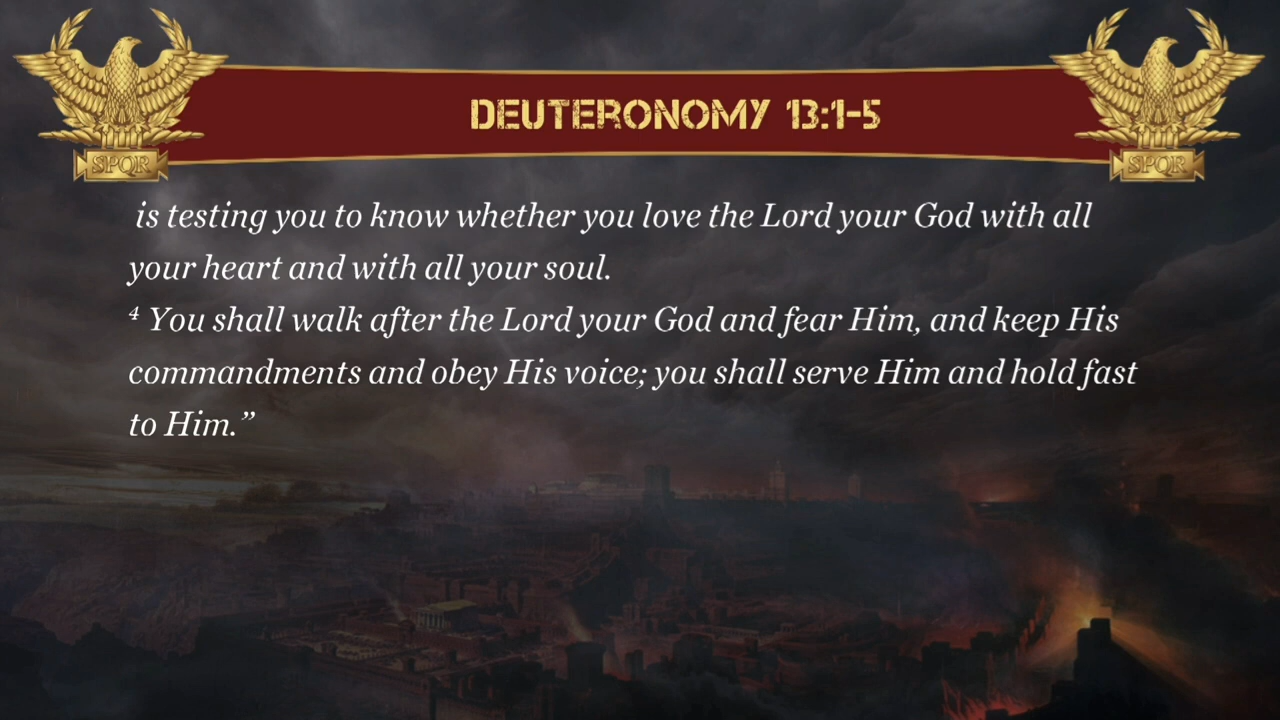 DEUTERONOMY 13:1-5
SPQR
SPQR
is testing you to know whether you love the Lord your God with all
your heart and with all your soul.
⁴ You shall walk after the Lord your God and fear Him, and keep His
commandments and obey His voice; you shall serve Him and hold fast
to Him.”